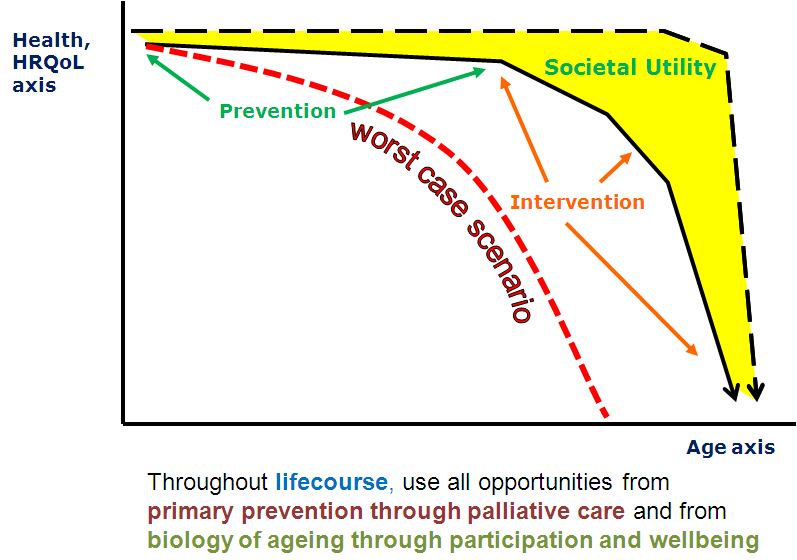 Health,
HRQoL
axis
Societal Utility
Prevention
worst case scenario
Intervention
Age axis
Throughout lifecourse, use all opportunities from
primary prevention through palliative care and from
biology of ageing through participation and wellbeing